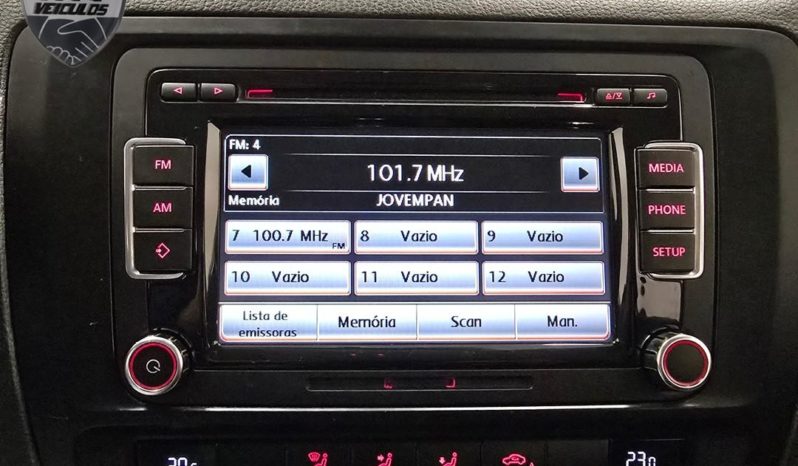 VEÍCULOS
FM: 4
101.7 MHz
Memória JOVEMPAN
7 100.7 MHz FM
8 Vazio
9 Vazio
10 Vazio
11 Vazio
12 Vazio
Lista de
emissoras
Memória
Scan
Man.
FM
AM
MEDIA
PHONE
SETUP